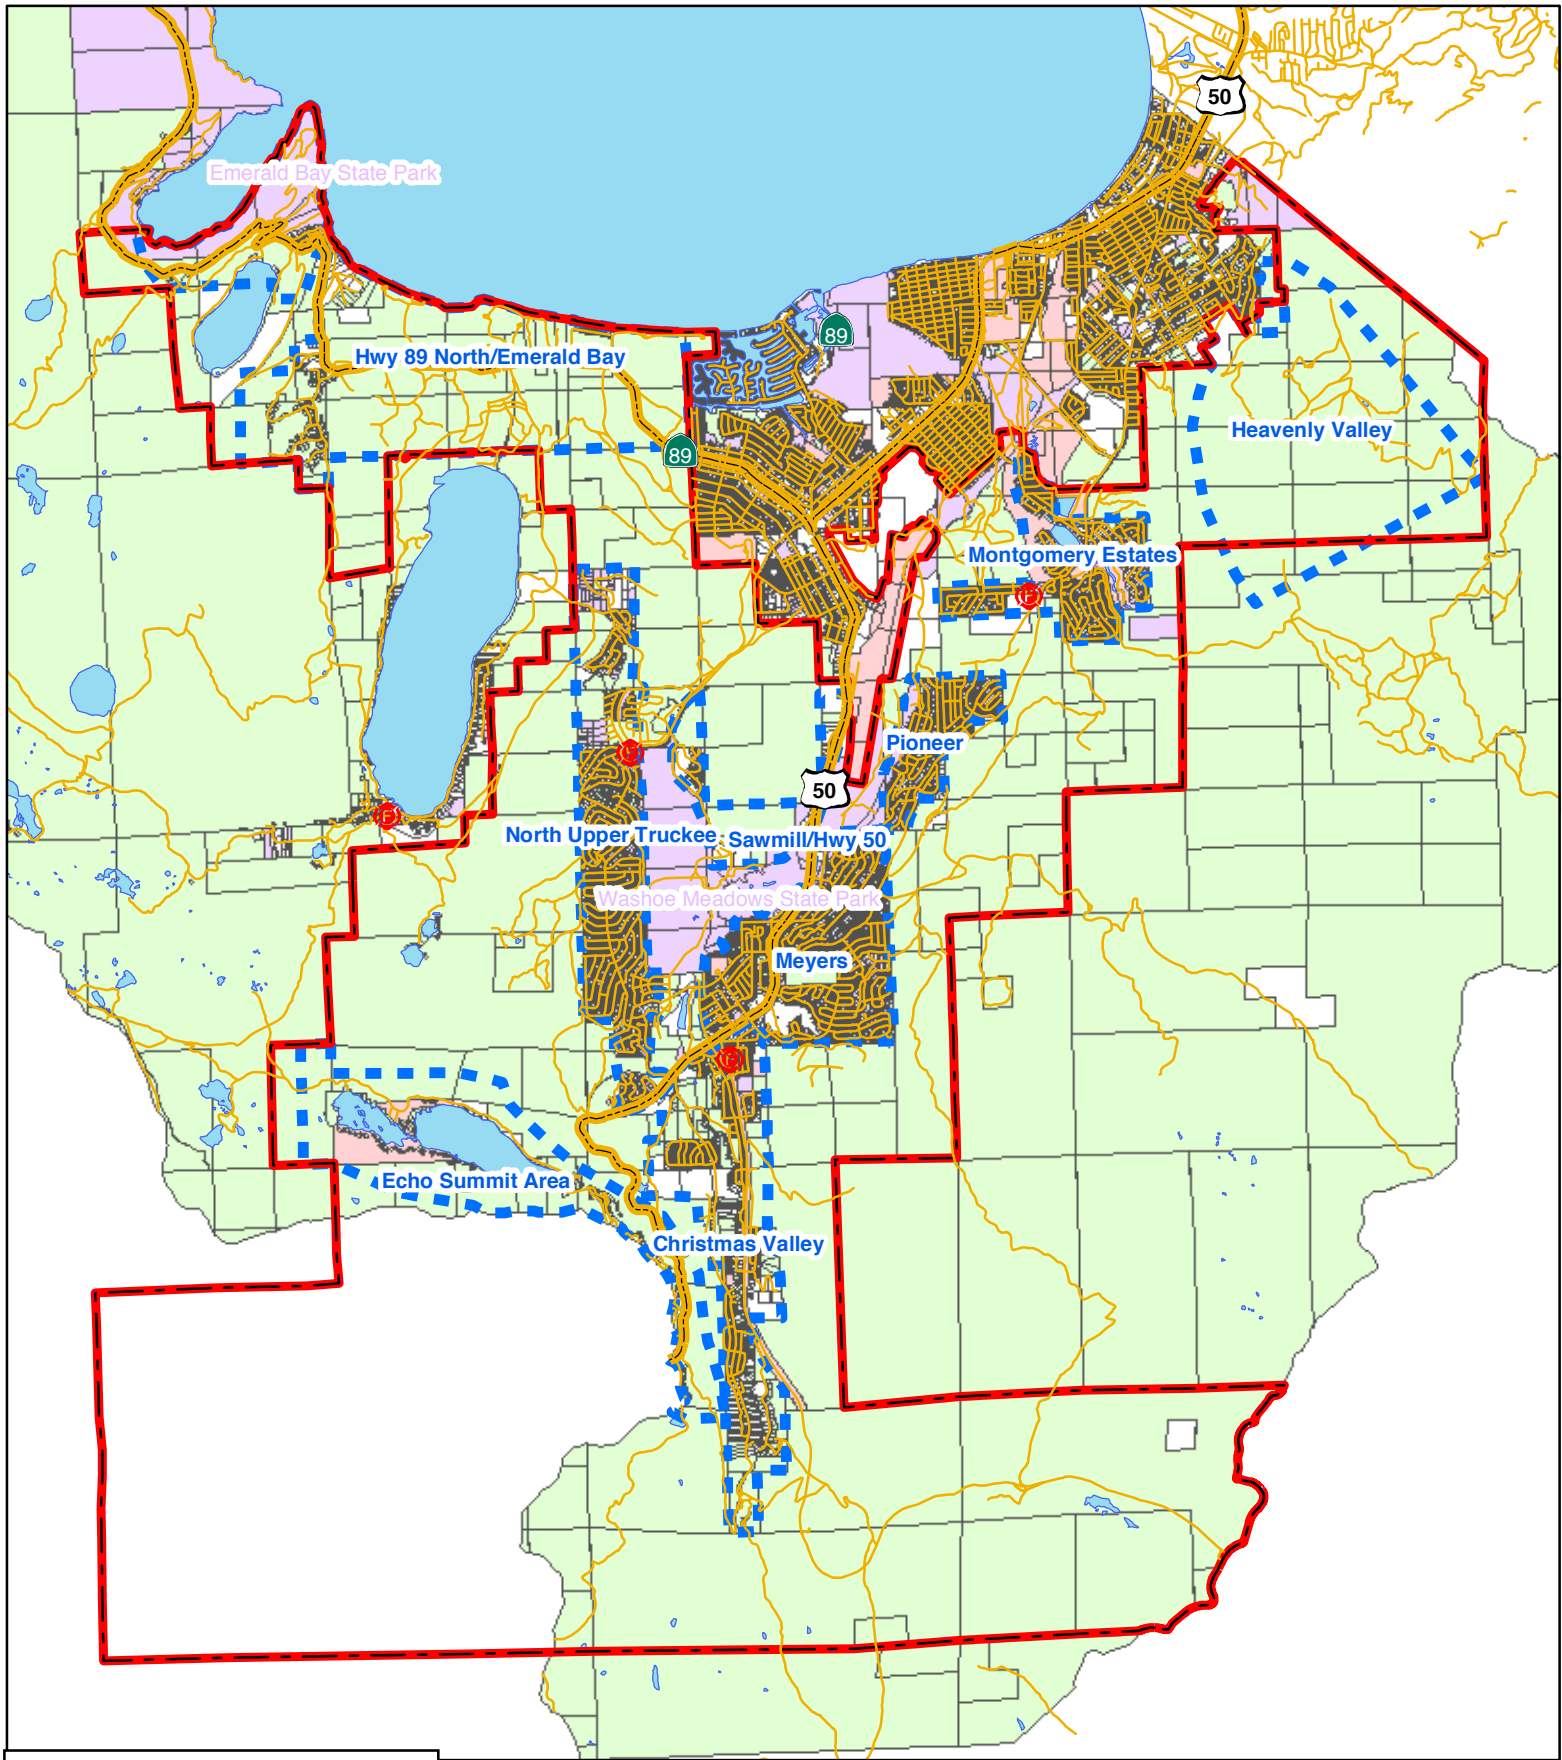 50
Emerald Bay State Park
89
Hwy 89 North/Emerald Bay
Heavenly Valley
89
Montgomery Estates
F
Pioneer
F
50
F
North Upper Truckee
Sawmill/Hwy 50
Washoe Meadows State Park
Meyers
F
Echo Summit Area
Christmas Valley